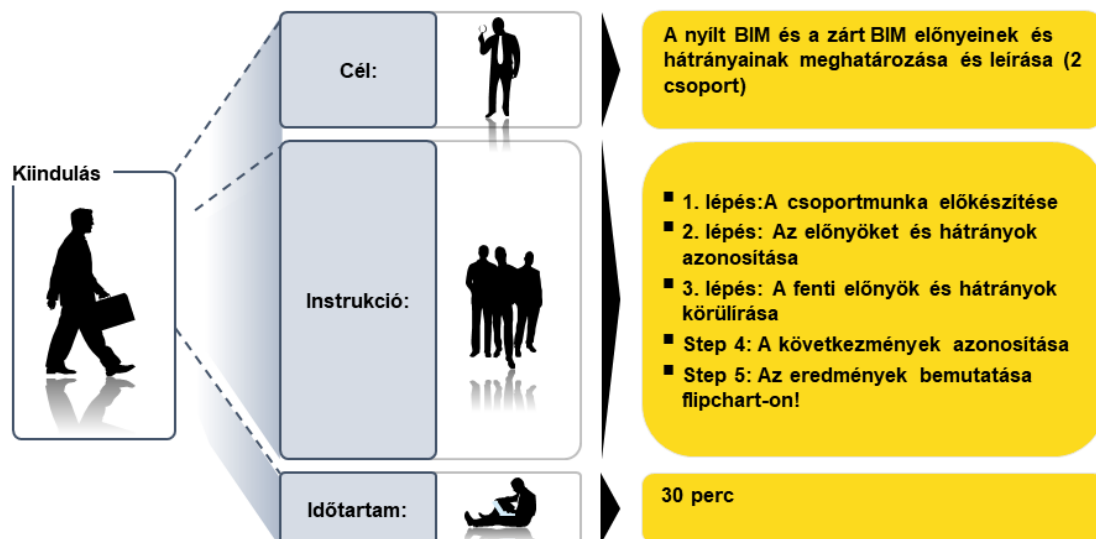 Kiindulás
Cél:
A nyílt BIM és a zárt BIM előnyeinek és
hátrányainak meghatározása és leírása (2
csoport)
Instrukció:
▪ 1. lépés:A csoportmunka előkészítése
▪ 2. lépés: Az előnyöket és hátrányok
azonosítása
▪ 3. lépés: A fenti előnyök és hátrányok
körülírása
▪ Step 4: A következmények azonosítása
▪ Step 5: Az eredmények bemutatása
flipchart-on!
Időtartam:
30 perc